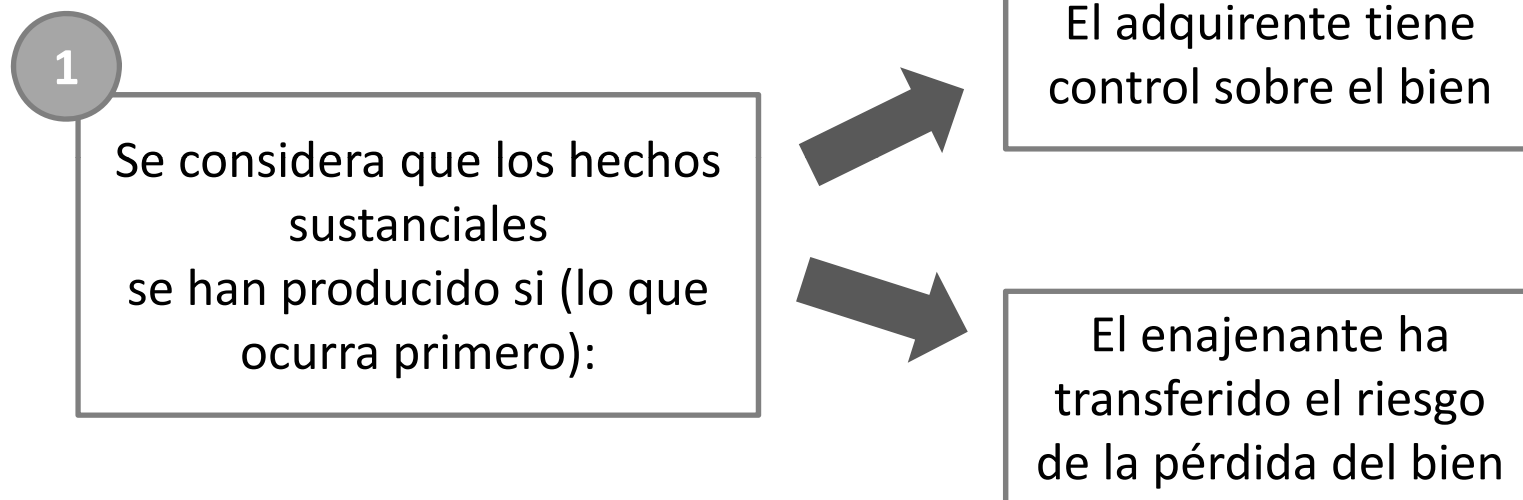 1
Se considera que los hechos
sustanciales
se han producido si (lo que
ocurra primero):
El adquirente tiene
control sobre el bien
El enajenante ha
transferido el riesgo
de la pérdida del bien